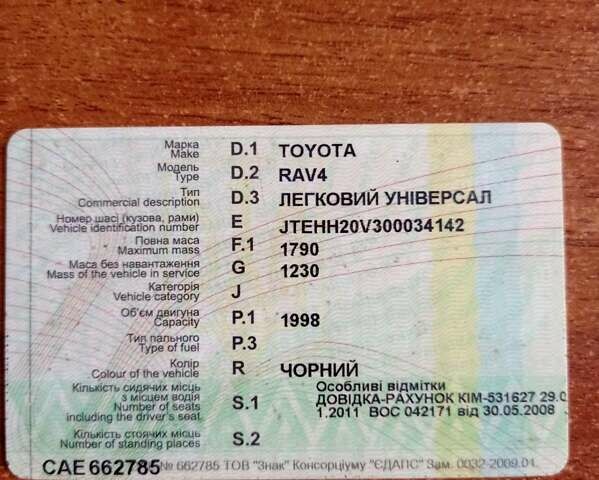 Марка D.1 TOYOTA
Make
Модель D.2 RAV4
Type
Тип D.3 ЛЕГКОВИЙ УНІВЕРСАЛ
Commercial description
Номер шасі (кузова, рами) E JTEHH20V300034142
Vehicle identification number
Повна маса F.1 1790
Maximum mass
Маса без навантаження G 1230
Mass of the vehicle in service
Категорія J
Vehicle category
Об'єм двигуна P.1 1998
Capacity
Тип пального P.3
Type of fuel
Колір R ЧОРНИЙ
Colour of the vehicle
Кількість сидячих місць Особливі відмітки
з місцем водія S.1 ДОВІДКА-РАХУНОК КІМ-531627 29.0
Number of seats 1.2011 ВОС 042171 від 30.05.2008
including the driver's seat
Кількість стоячих місць S.2
Number of standing places
САЕ 662785 № 662785 ТОВ "Знак" Консорціуму "ЄДАПС" Зам. 0032-2009.01.